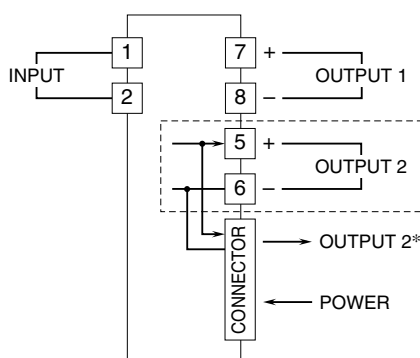 1 7 +
INPUT OUTPUT 1
2 8 –
5 +
OUTPUT 2
6 –
CONNECTOR
OUTPUT 2*
POWER